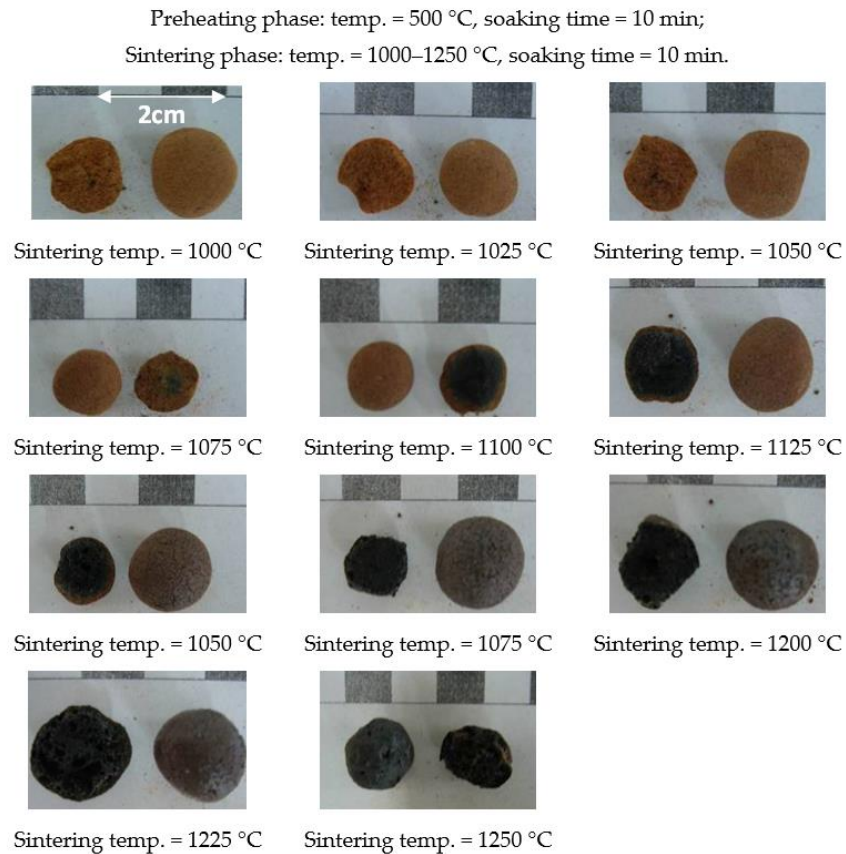 Preheating phase: temp. = 500 °C, soaking time = 10 min;
Sintering phase: temp. = 1000–1250 °C, soaking time = 10 min.
2cm
Sintering temp. = 1000 °C
Sintering temp. = 1025 °C
Sintering temp. = 1050 °C
Sintering temp. = 1075 °C
Sintering temp. = 1100 °C
Sintering temp. = 1125 °C
Sintering temp. = 1050 °C
Sintering temp. = 1075 °C
Sintering temp. = 1200 °C
Sintering temp. = 1225 °C
Sintering temp. = 1250 °C